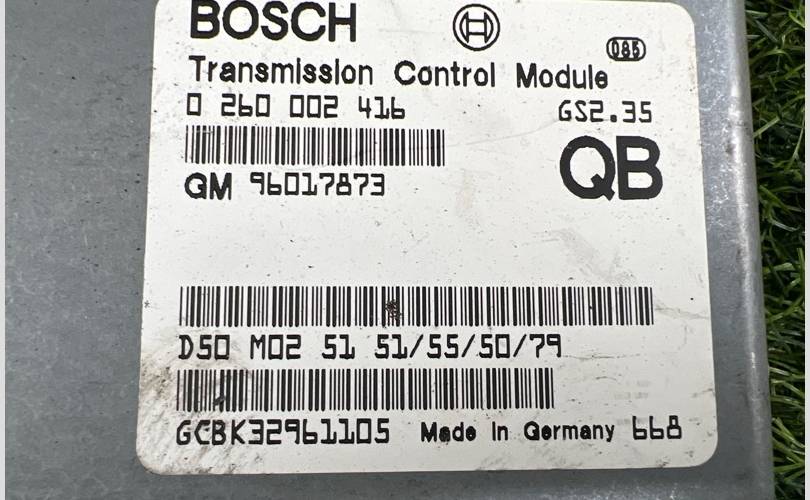 BOSCH
085
Transmission Control Module
0 260 002 416 GS2.35
QB
GM 96017873
D50 M02 51 51/55/50/79
GCBK32961105 Made In Germany 668